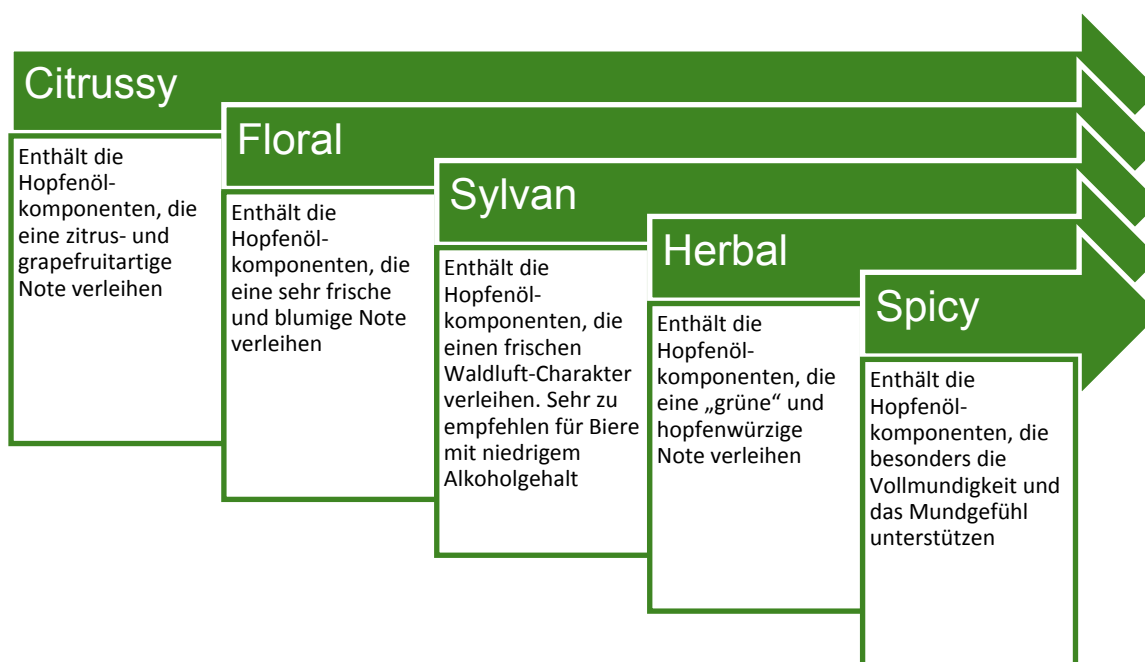 Citrussy
Enthält die
Hopfenöl-
komponenten, die
eine zitrus- und
grapefruitartige
Note verleihen
Floral
Enthält die
Hopfenöl-
komponenten, die
eine sehr frische
und blumige Note
verleihen
Sylvan
Enthält die
Hopfenöl-
komponenten, die
einen frischen
Waldluft-Charakter
verleihen. Sehr zu
empfehlen für Biere
mit niedrigem
Alkoholgehalt
Herbal
Enthält die
Hopfenöl-
komponenten, die
eine „grüne“ und
hopfenwürzige
Note verleihen
Spicy
Enthält die
Hopfenöl-
komponenten, die
besonders die
Vollmundigkeit und
das Mundgefühl
unterstützen